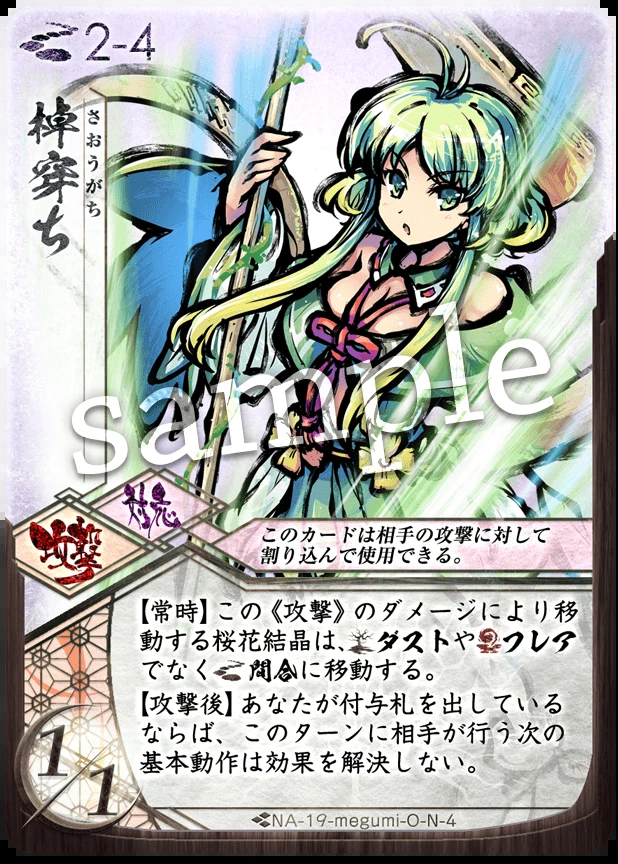 2-4
棹穿ち
さおうがち
sample
攻撃
対応
このカードは相手の攻撃に対して
割り込んで使用できる。
【常時】この《攻撃》のダメージにより移
動する桜花結晶は、ダストやフレア
でなく間合に移動する。
【攻撃後】あなたが付与札を出している
ならば、このターンに相手が行う次の
基本動作は効果を解決しない。
1/1
NA-19-megumi-O-N-4